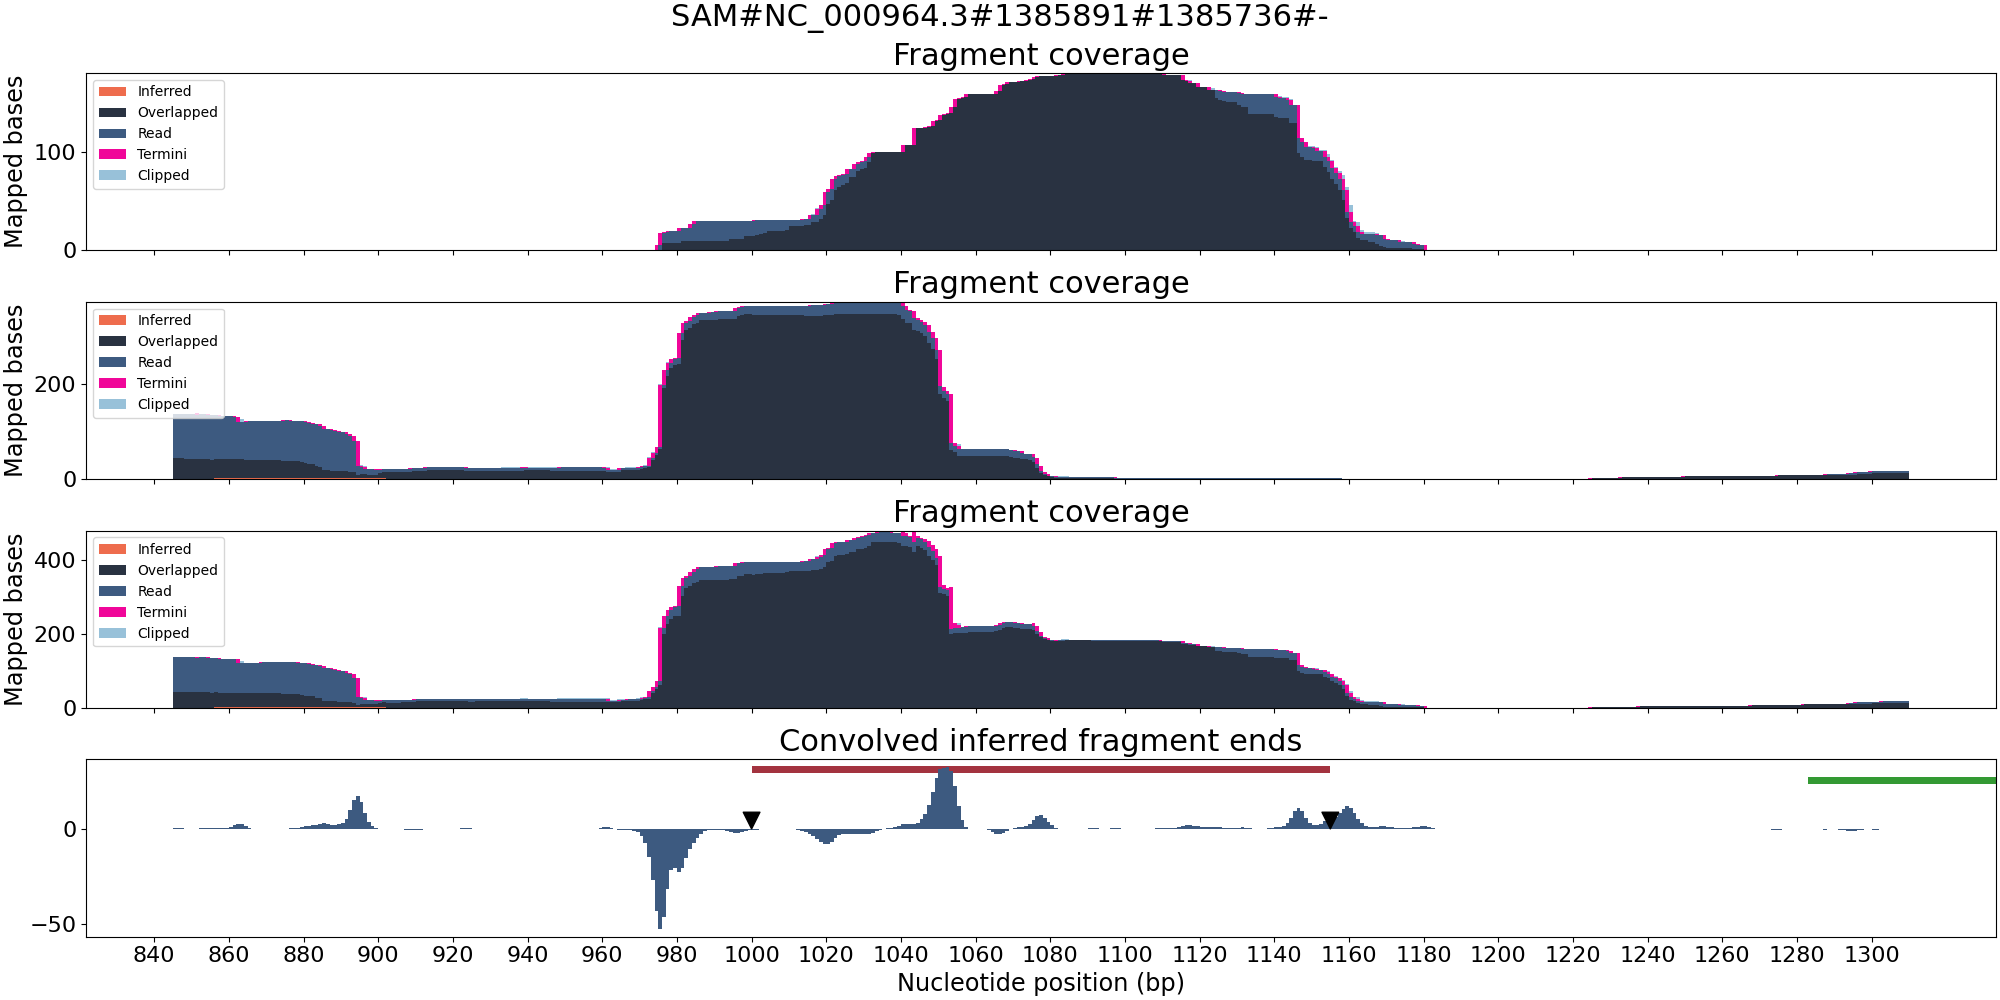 SAM#NC_000964.3#1385891#1385736#-
Fragment coverage
Mapped bases
100
0
Inferred
Overlapped
Read
Termini
Clipped
Fragment coverage
Mapped bases
200
0
Inferred
Overlapped
Read
Termini
Clipped
Fragment coverage
Mapped bases
400
200
0
Inferred
Overlapped
Read
Termini
Clipped
Convolved inferred fragment ends
0
−50
840 860 880 900 920 940 960 980 1000 1020 1040 1060 1080 1100 1120 1140 1160 1180 1200 1220 1240 1260 1280 1300
Nucleotide position (bp)